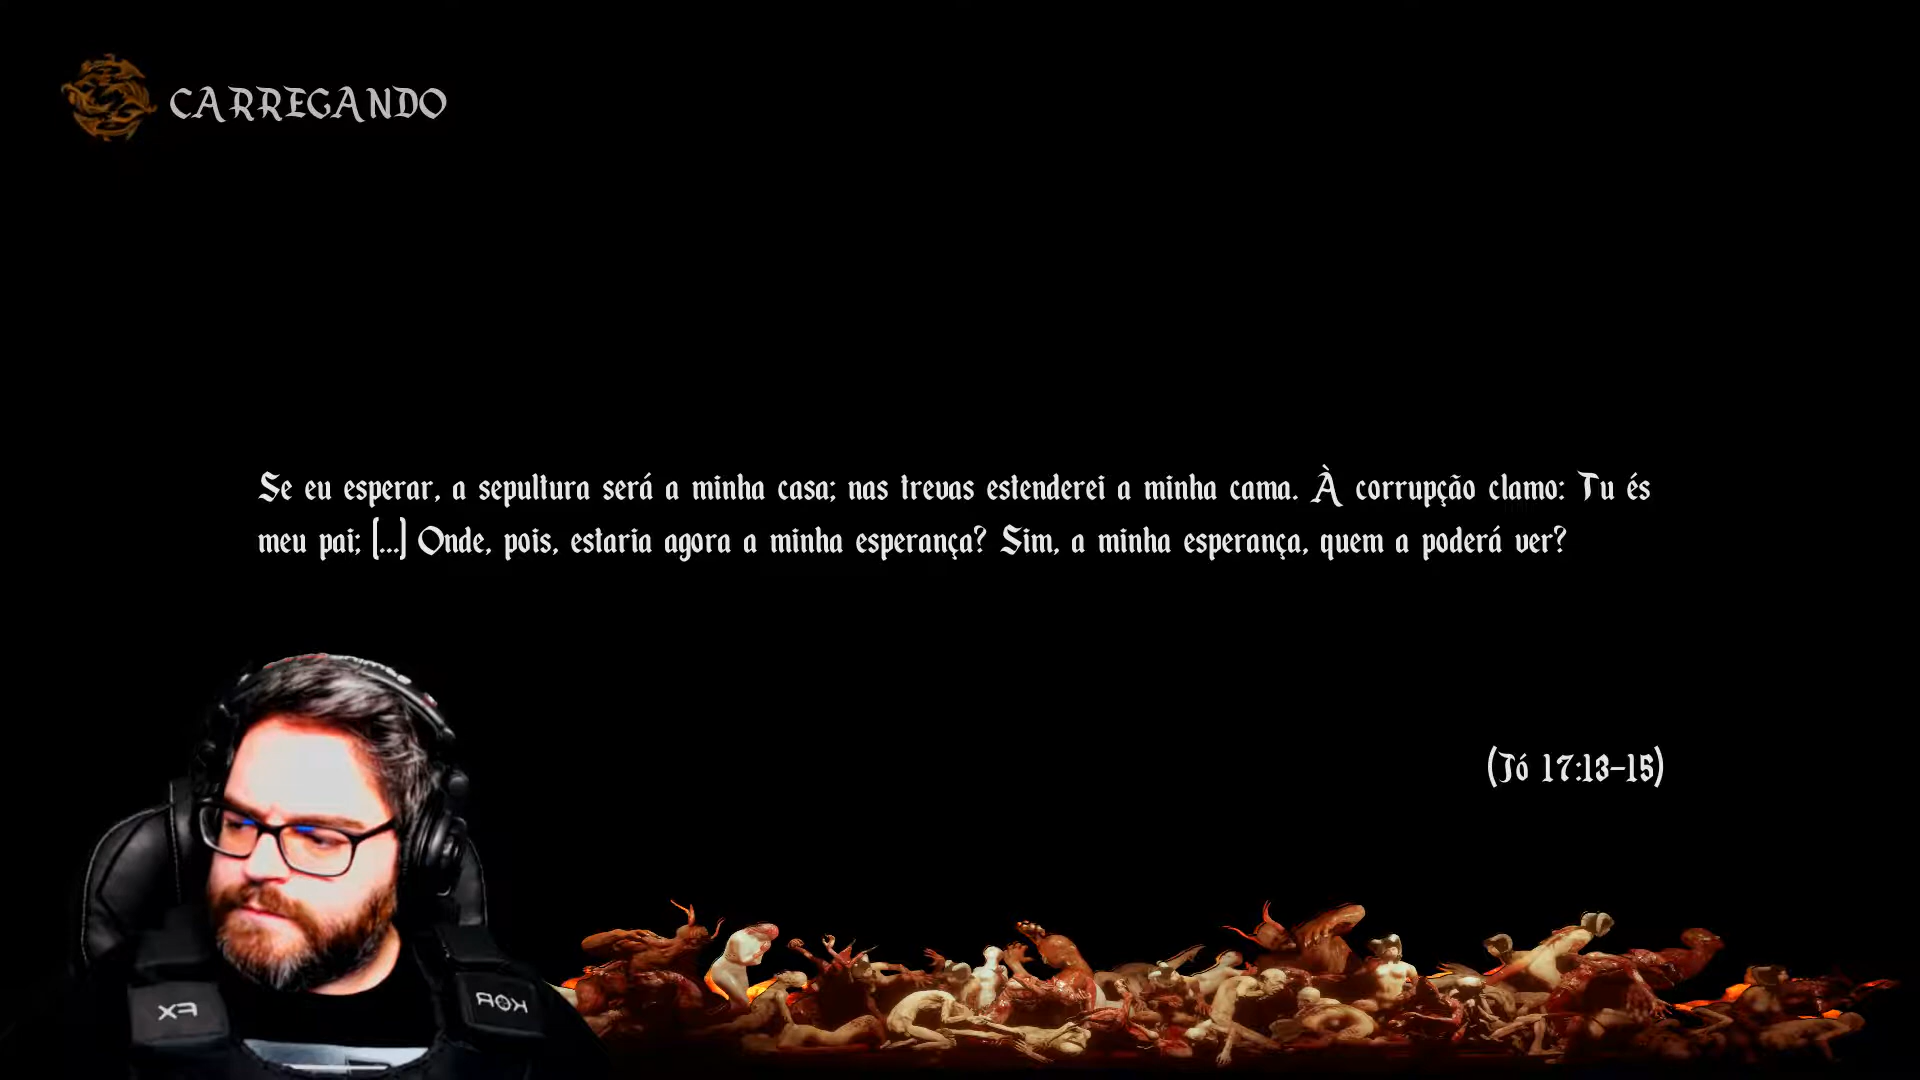 CARREGANDO
Se eu esperar, a sepultura será a minha casa; nas trevas estenderei a minha cama. À corrupção clamo: Tu és
meu pai; [...] Onde, pois, estaria agora a minha esperança? Sim, a minha esperança, quem a poderá ver?
(Jó 17:13-15)